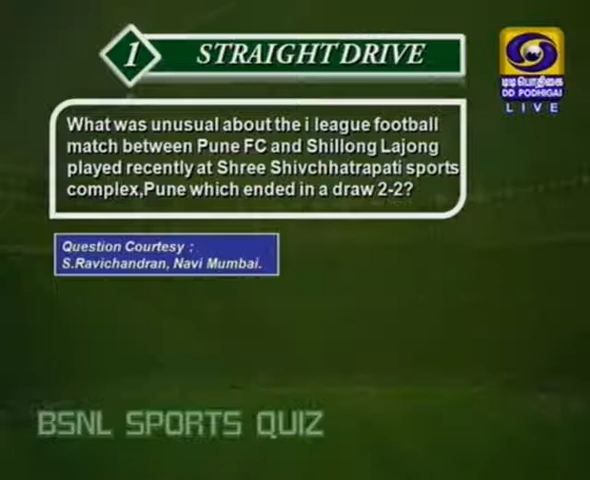 1
STRAIGHT DRIVE
டிடி பொதிகை
DD PODHIGAI
LIVE
What was unusual about the i league football
match between Pune FC and Shillong Lajong
played recently at Shree Shivchhatrapati sports
complex,Pune which ended in a draw 2-2?
Question Courtesy :
S.Ravichandran, Navi Mumbai.
BSNL SPORTS QUIZ